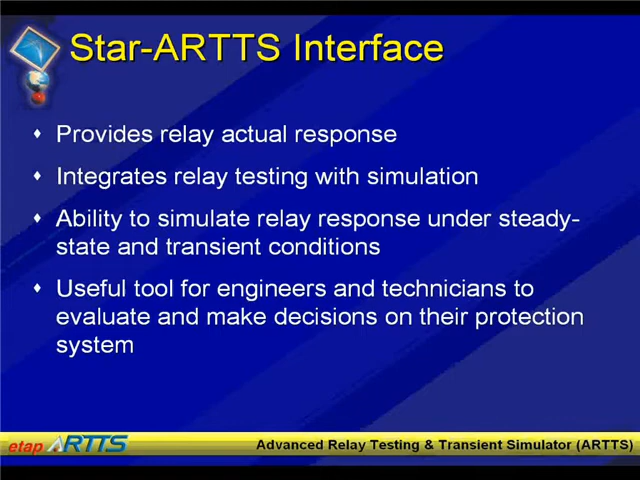 Star-ARTTS Interface
Provides relay actual response
Integrates relay testing with simulation
Ability to simulate relay response under steady-
state and transient conditions
Useful tool for engineers and technicians to
evaluate and make decisions on their protection
system
etap ARTTS
Advanced Relay Testing & Transient Simulator (ARTTS)